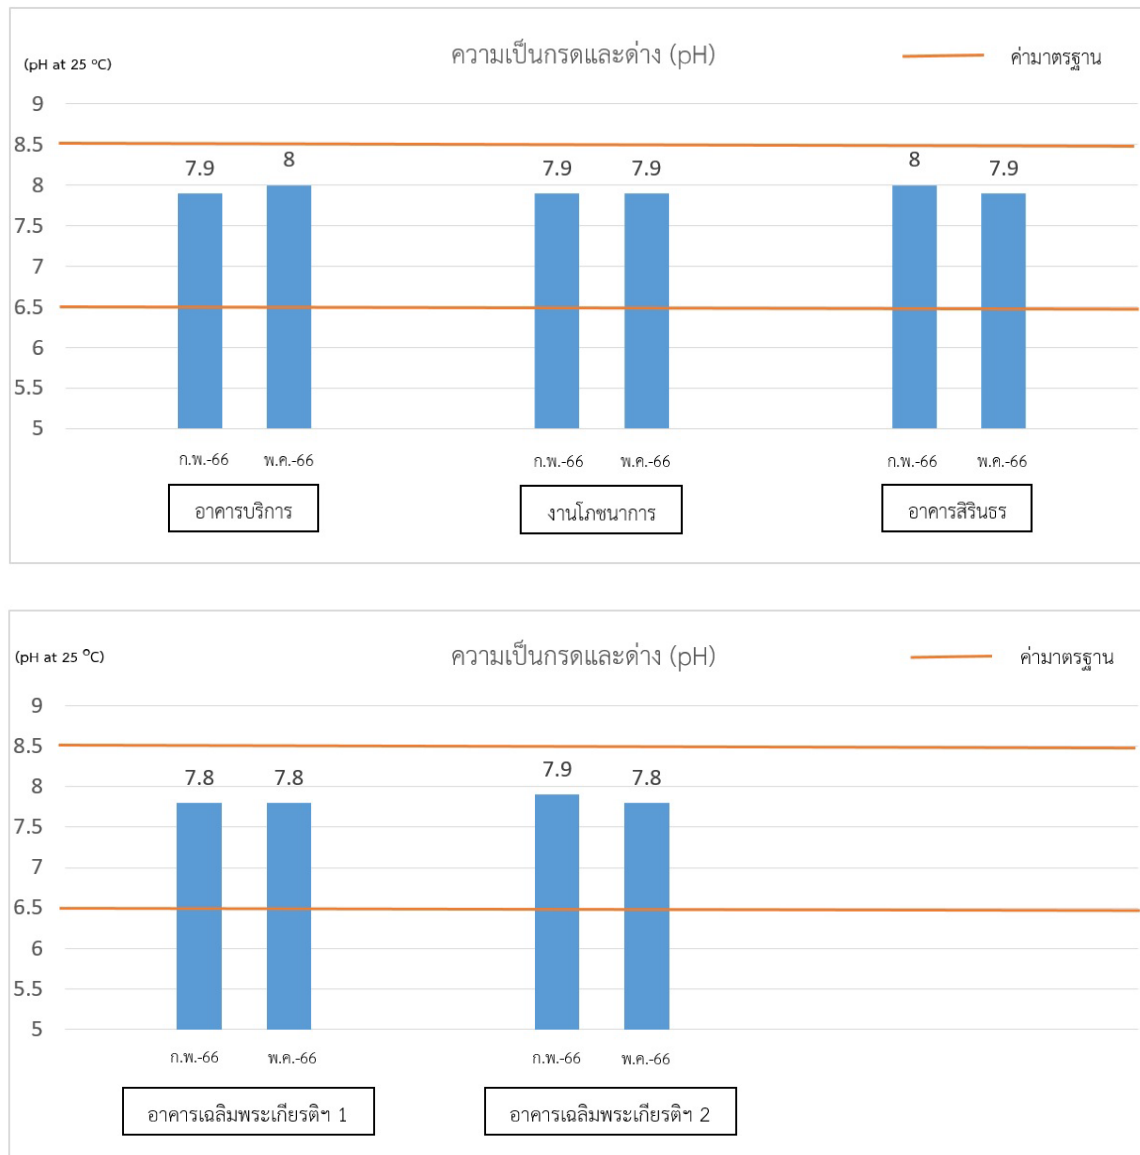 (pH at 25 °C) ความเป็นกรดและด่าง (pH) ค่ามาตรฐาน
9
8.5
7.9 8 7.9 7.9 8 7.9
8
7.5
7
6.5
6
5.5
5
ก.พ.-66 พ.ค.-66 ก.พ.-66 พ.ค.-66 ก.พ.-66 พ.ค.-66
อาคารบริการ งานโภชนาการ อาคารสิรินธร
(pH at 25 °C) ความเป็นกรดและด่าง (pH) ค่ามาตรฐาน
9
8.5
7.8 7.8 7.9 7.8
8
7.5
7
6.5
6
5.5
5
ก.พ.-66 พ.ค.-66 ก.พ.-66 พ.ค.-66
อาคารเฉลิมพระเกียรติฯ 1 อาคารเฉลิมพระเกียรติฯ 2